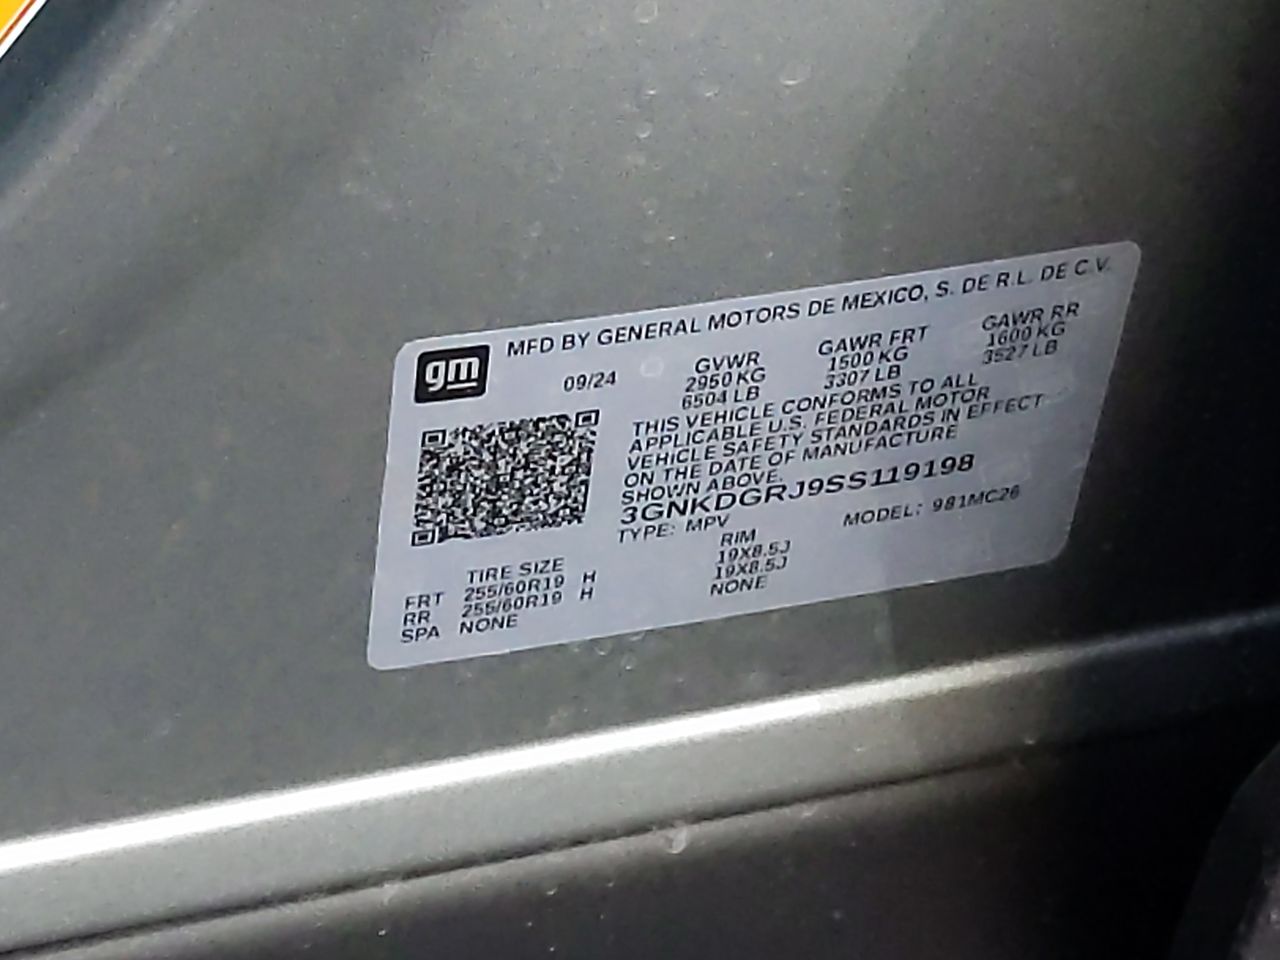 gm
MFD BY GENERAL MOTORS DE MEXICO, S. DE R.L. DE C.V.
09/24
GVWR GAWR FRT GAWR RR
2950 KG 1500 KG 1600 KG
6504 LB 3307 LB 3527 LB
THIS VEHICLE CONFORMS TO ALL
APPLICABLE U.S. FEDERAL MOTOR
VEHICLE SAFETY STANDARDS IN EFFECT
ON THE DATE OF MANUFACTURE
SHOWN ABOVE.
3GNKDGRJ9SS119198
TYPE: MPV MODEL: 981MC26
TIRE SIZE RIM
FRT 255/60R19 H 19X8.5J
RR 255/60R19 H 19X8.5J
SPA NONE NONE